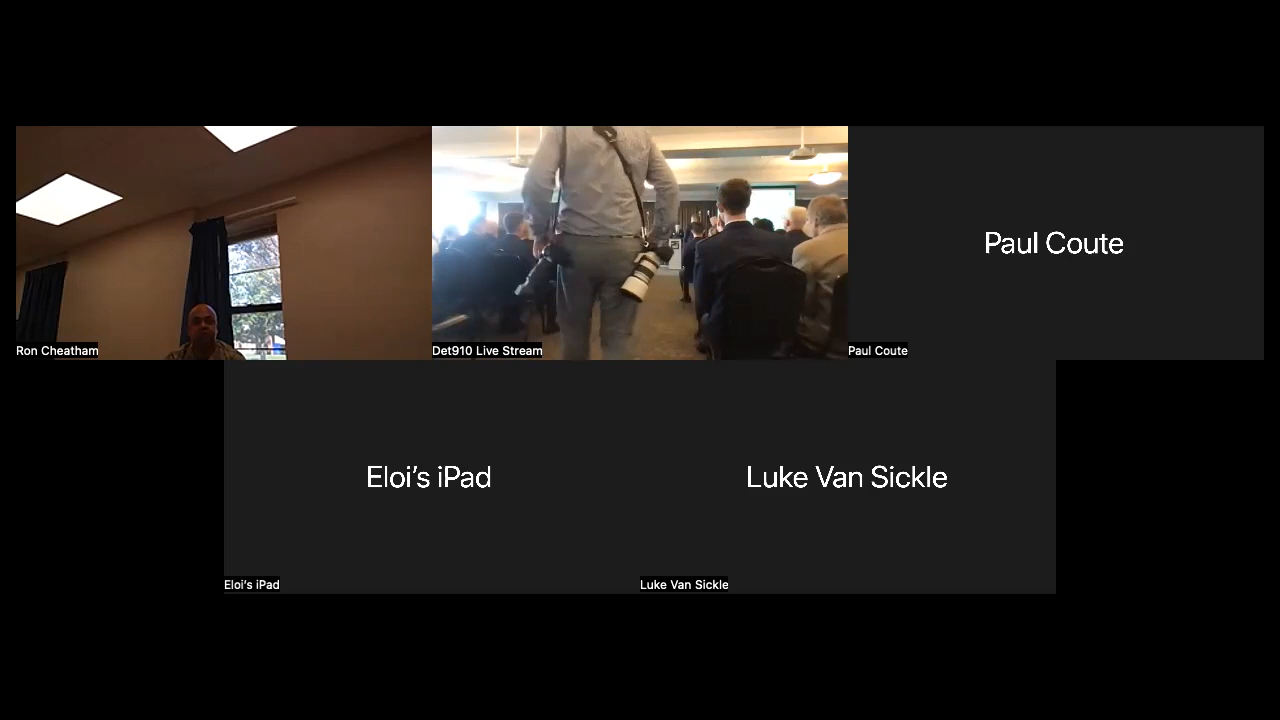 Ron Cheatham
Det910 Live Stream
Paul Coute
Paul Coute
Eloi’s iPad
Luke Van Sickle
Eloi’s iPad
Luke Van Sickle